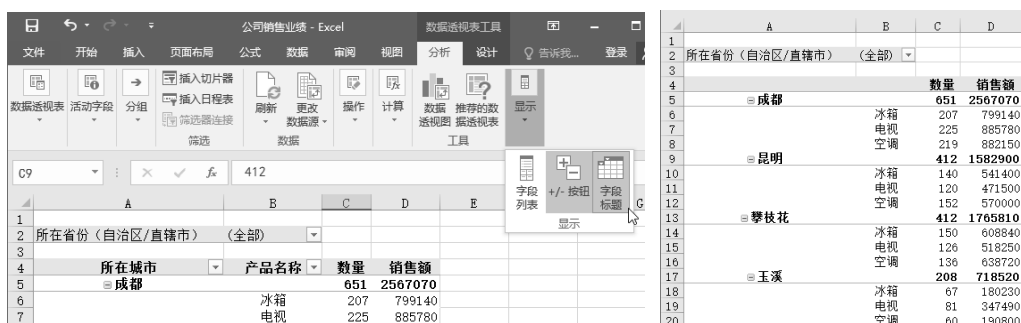 公司销售业绩 - Excel
数据透视表工具
文件 开始 插入 页面布局 公式 数据 审阅 视图 分析 设计 告诉我... 登录
数据透视表 活动字段 分组
插入切片器
插入日程表
筛选器连接
筛选
刷新 更改
数据源
数据
操作 计算
数据
透视图
推荐的数
据透视表
工具
显示
字段
列表
+/- 按钮
字段
标题
显示
C9 fx 412
A B C D E G
1
2 所在省份（自治区/直辖市） (全部)
3
4 所在城市 产品名称 数量 销售额
5 成都 651 2567070
6 冰箱 207 799140
7 电视 225 885780
A B C D
1
2 所在省份（自治区/直辖市） (全部)
3
4 数量 销售额
5 成都 651 2567070
6 冰箱 207 799140
7 电视 225 885780
8 空调 219 882150
9 昆明 412 1582900
10 冰箱 140 541400
11 电视 120 471500
12 空调 152 570000
13 攀枝花 412 1765810
14 冰箱 150 608840
15 电视 126 518250
16 空调 136 638720
17 玉溪 208 718520
18 冰箱 67 180230
19 电视 81 347490
20 空调 60 190800